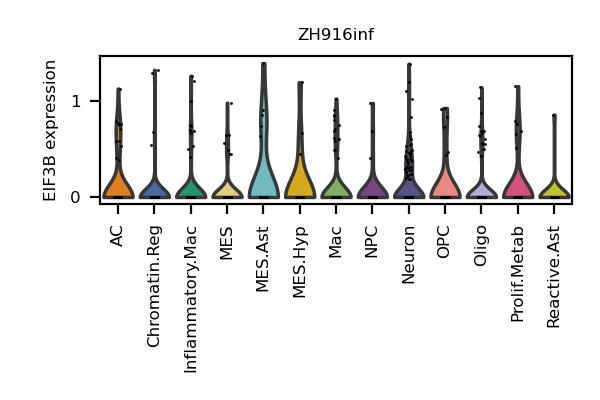 ZH916inf
EIF3B expression
1
0
AC
Chromatin.Reg
Inflammatory.Mac
MES
MES.Ast
MES.Hyp
Mac
NPC
Neuron
OPC
Oligo
Prolif.Metab
Reactive.Ast